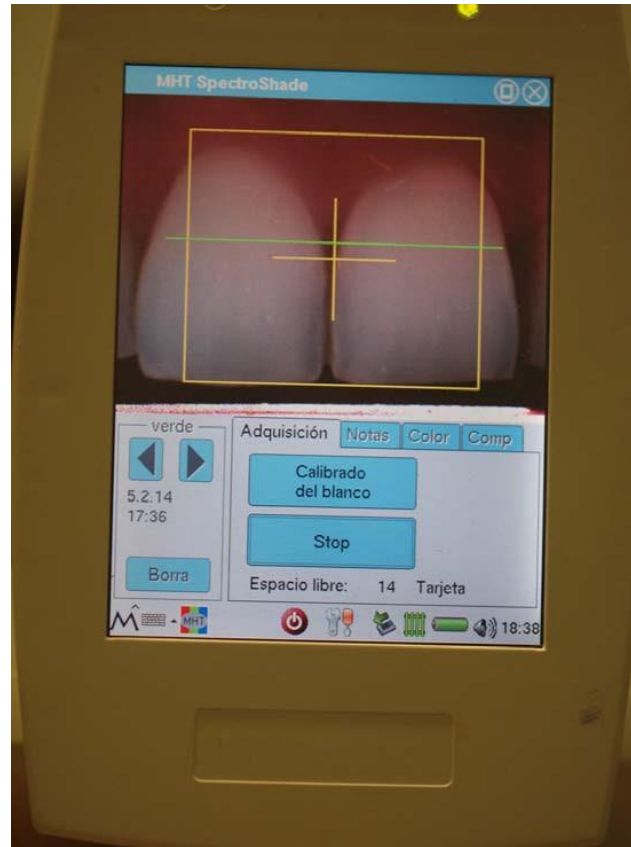 MHT SpectroShade
verde
Adquisición Notas Color Comp
Calibrado
del blanco
5.2.14
17:36
Stop
Borra
Espacio libre: 14 Tarjeta
MHT
18:38